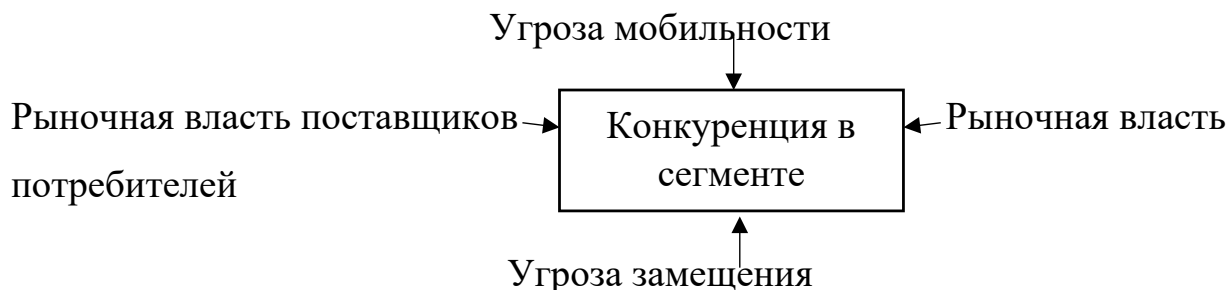 Угроза мобильности
Рыночная власть поставщиков
Конкуренция в
сегменте
Рыночная власть
потребителей
Угроза замещения